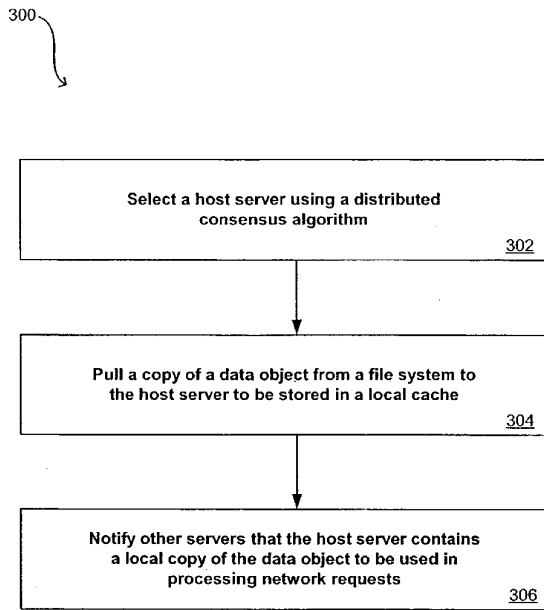 300
Select a host server using a distributed
consensus algorithm
302
Pull a copy of a data object from a file system to
the host server to be stored in a local cache
304
Notify other servers that the host server contains
a local copy of the data object to be used in
processing network requests
306